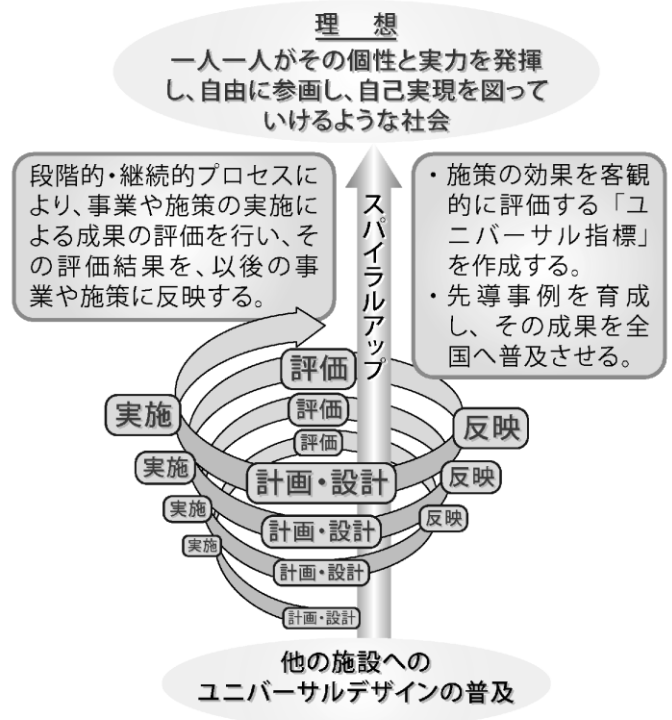 理 想
一人一人がその個性と実力を発揮
し、自由に参画し、自己実現を図って
いけるような社会
段階的・継続的プロセスに
より、事業や施策の実施に
よる成果の評価を行い、そ
の評価結果を、以後の事
業や施策に反映する。
スパイラルアップ
・施策の効果を客観
的に評価する「ユ
ニバーサル指標」
を作成する。
・先導事例を育成
し、その成果を全
国へ普及させる。
評価
実施
評価
反映
評価
実施
計画・設計
反映
実施
計画・設計
反映
実施
計画・設計
計画・設計
他の施設への
ユニバーサルデザインの普及